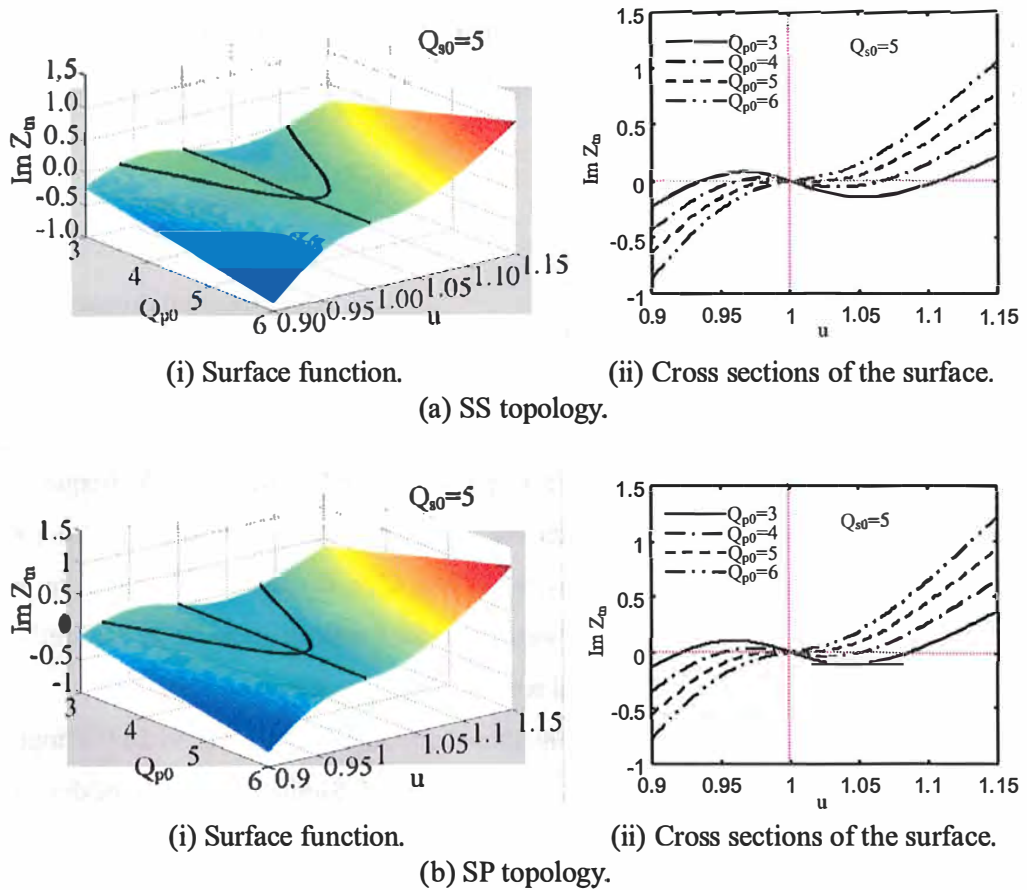 Qs0=5
1,5
1.0
0.5
0.0
-0.5
-1.0
Im Zm
3
4
5
6
Qp0
0.90
0.95
1.00
1.05
1.10
1.15
u
(i) Surface function.
1.5
1
0.5
0
-0.5
-1
Im Zm
Qp0=3
Qp0=4
Qp0=5
Qp0=6
Qs0=5
0.9
0.95
1
1.05
1.1
1.15
u
(ii) Cross sections of the surface.
(a) SS topology.
Qs0=5
1.5
1
0.5
-0.5
-1
Im Zm
3
4
5
6
Qp0
0.9
0.95
1
1.05
1.1
1.15
u
(i) Surface function.
1.5
1
0.5
0
-0.5
-1
Im Zm
Qp0=3
Qp0=4
Qp0=5
Qp0=6
Qs0=5
0.9
0.95
1
1.05
1.1
1.15
u
(ii) Cross sections of the surface.
(b) SP topology.